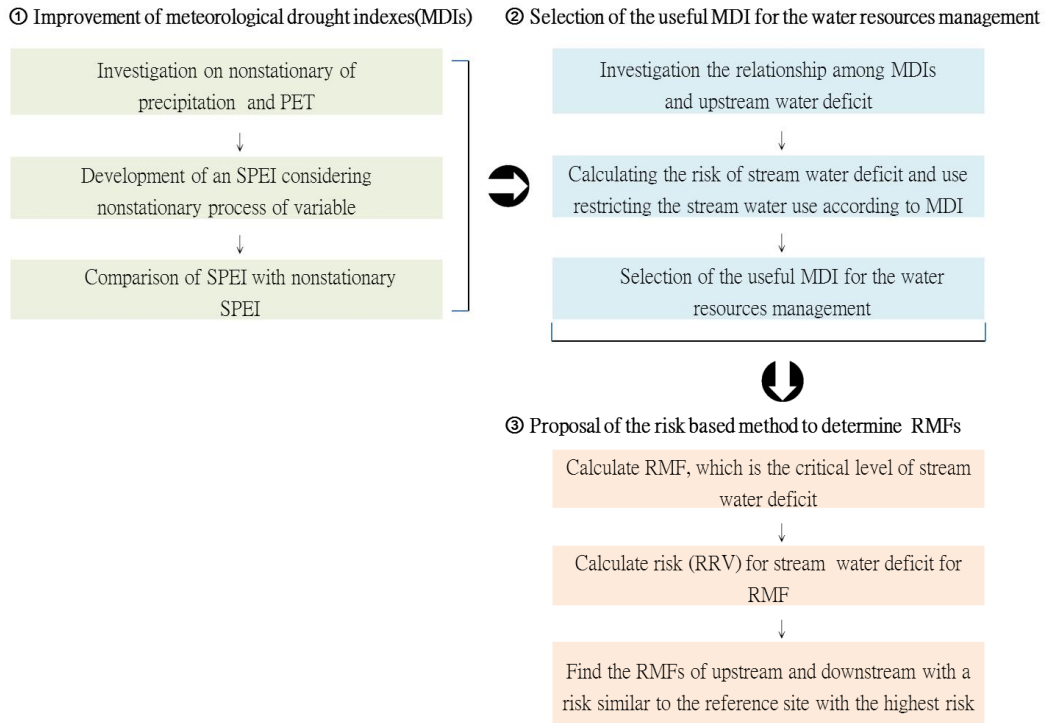 ① Improvement of meteorological drought indexes(MDIs)
Investigation on nonstationary of
precipitation and PET
↓
Development of an SPEI considering
nonstationary process of variable
↓
Comparison of SPEI with nonstationary
SPEI
② Selection of the useful MDI for the water resources management
Investigation the relationship among MDIs
and upstream water deficit
↓
Calculating the risk of stream water deficit and use
restricting the stream water use according to MDI
↓
Selection of the useful MDI for the water
resources management
③ Proposal of the risk based method to determine RMFs
Calculate RMF, which is the critical level of stream
water deficit
↓
Calculate risk (RRV) for stream water deficit for
RMF
↓
Find the RMFs of upstream and downstream with a
risk similar to the reference site with the highest risk